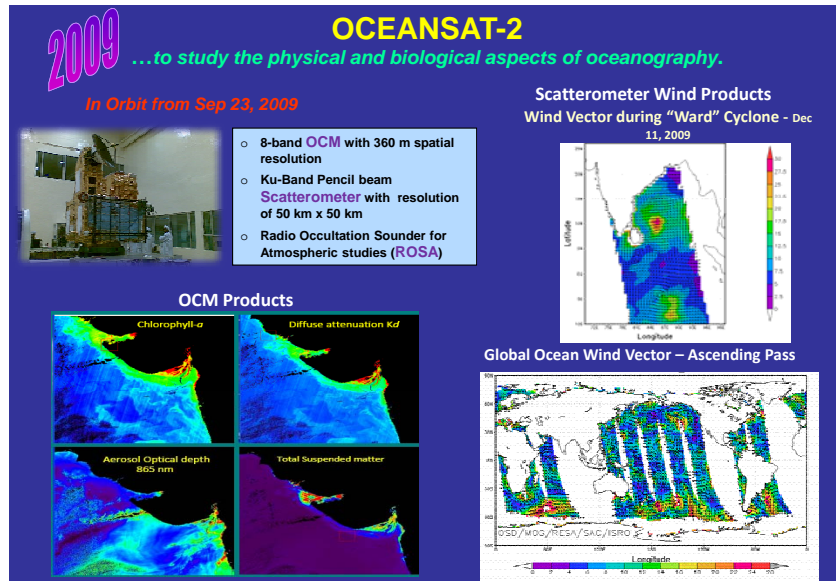 2009
OCEANSAT-2
…to study the physical and biological aspects of oceanography.
In Orbit from Sep 23, 2009
o 8-band OCM with 360 m spatial
resolution
o Ku-Band Pencil beam
Scatterometer with resolution
of 50 km x 50 km
o Radio Occultation Sounder for
Atmospheric studies (ROSA)
Scatterometer Wind Products
Wind Vector during “Ward” Cyclone - Dec
11, 2009
Latitude
Longitude
OCM Products
Chlorophyll-a
Diffuse attenuation Kd
Aerosol Optical depth
865 nm
Total Suspended matter
Global Ocean Wind Vector – Ascending Pass
OSD/MOG/RESA/SAC/ISRO
Longitude